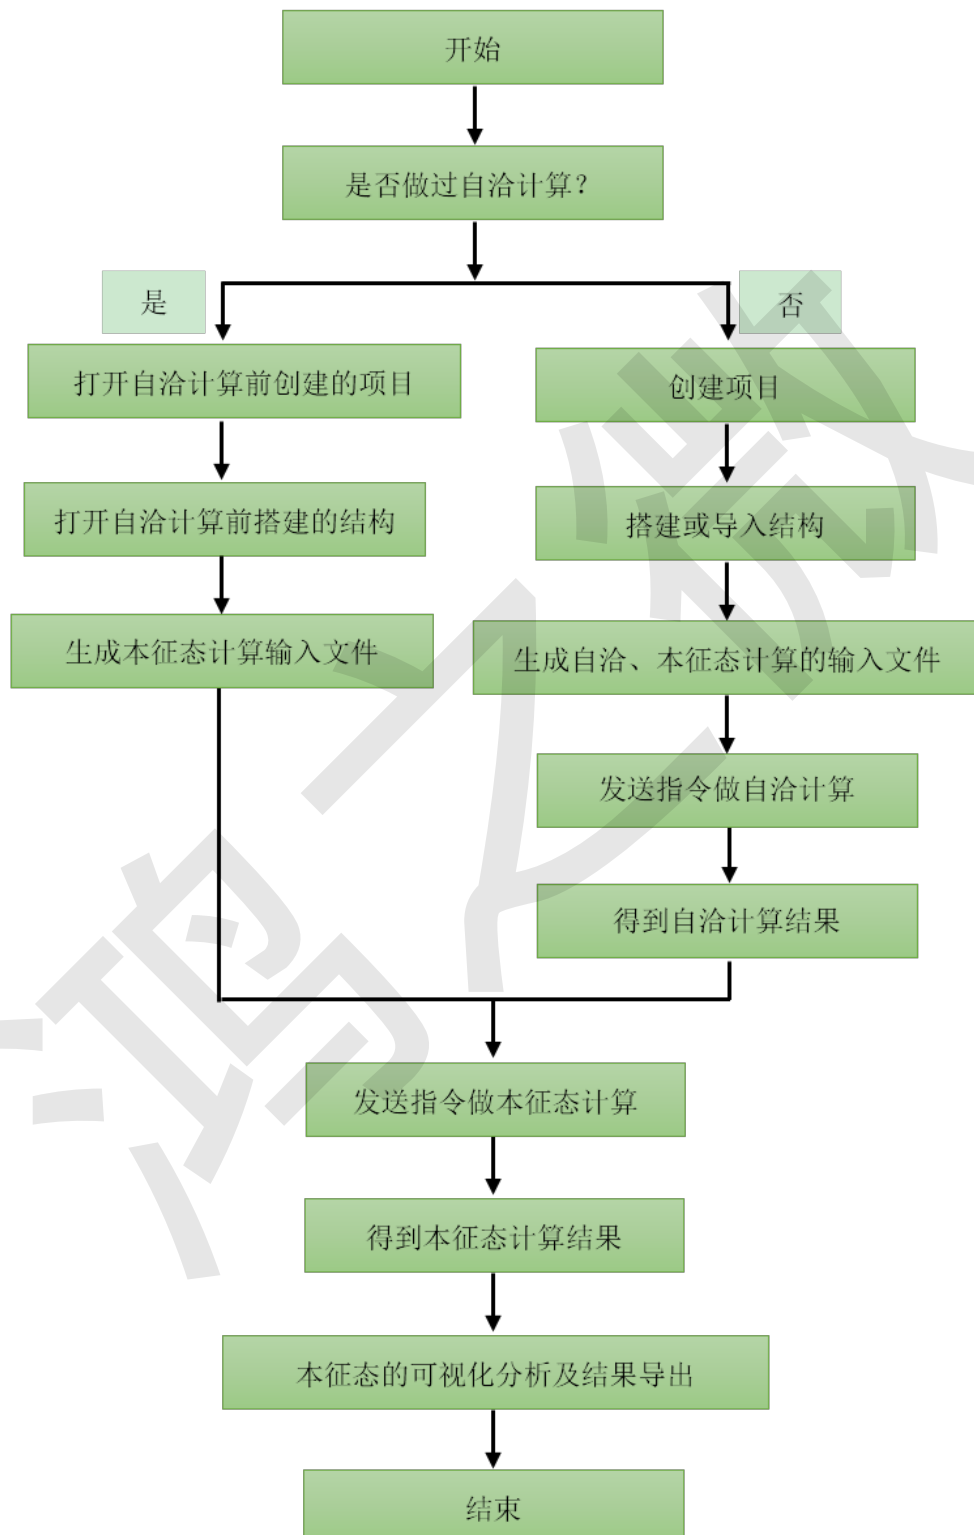 开始
是否做过自洽计算？
是
否
打开自洽计算前创建的项目
创建项目
打开自洽计算前搭建的结构
搭建或导入结构
生成本征态计算输入文件
生成自洽、本征态计算的输入文件
发送指令做自洽计算
得到自洽计算结果
发送指令做本征态计算
得到本征态计算结果
本征态的可视化分析及结果导出
结束
鸿之微